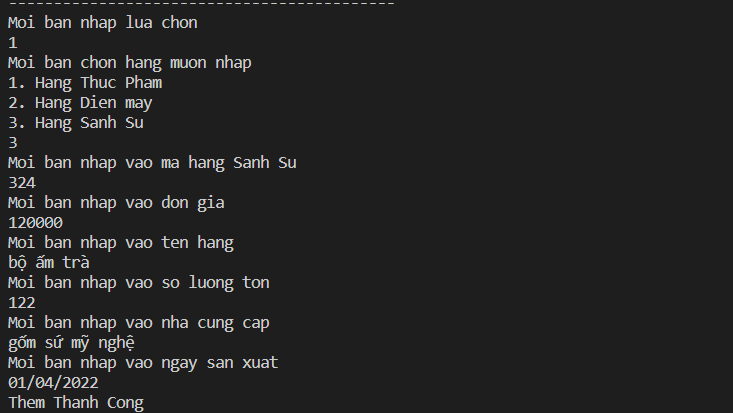 -------------------------------------------
Moi ban nhap lua chon
1
Moi ban chon hang muon nhap
1. Hang Thuc Pham
2. Hang Dien may
3. Hang Sanh Su
3
Moi ban nhap vao ma hang Sanh Su
324
Moi ban nhap vao don gia
120000
Moi ban nhap vao ten hang
bộ ấm trà
Moi ban nhap vao so luong ton
122
Moi ban nhap vao nha cung cap
gốm sứ mỹ nghệ
Moi ban nhap vao ngay san xuat
01/04/2022
Them Thanh Cong